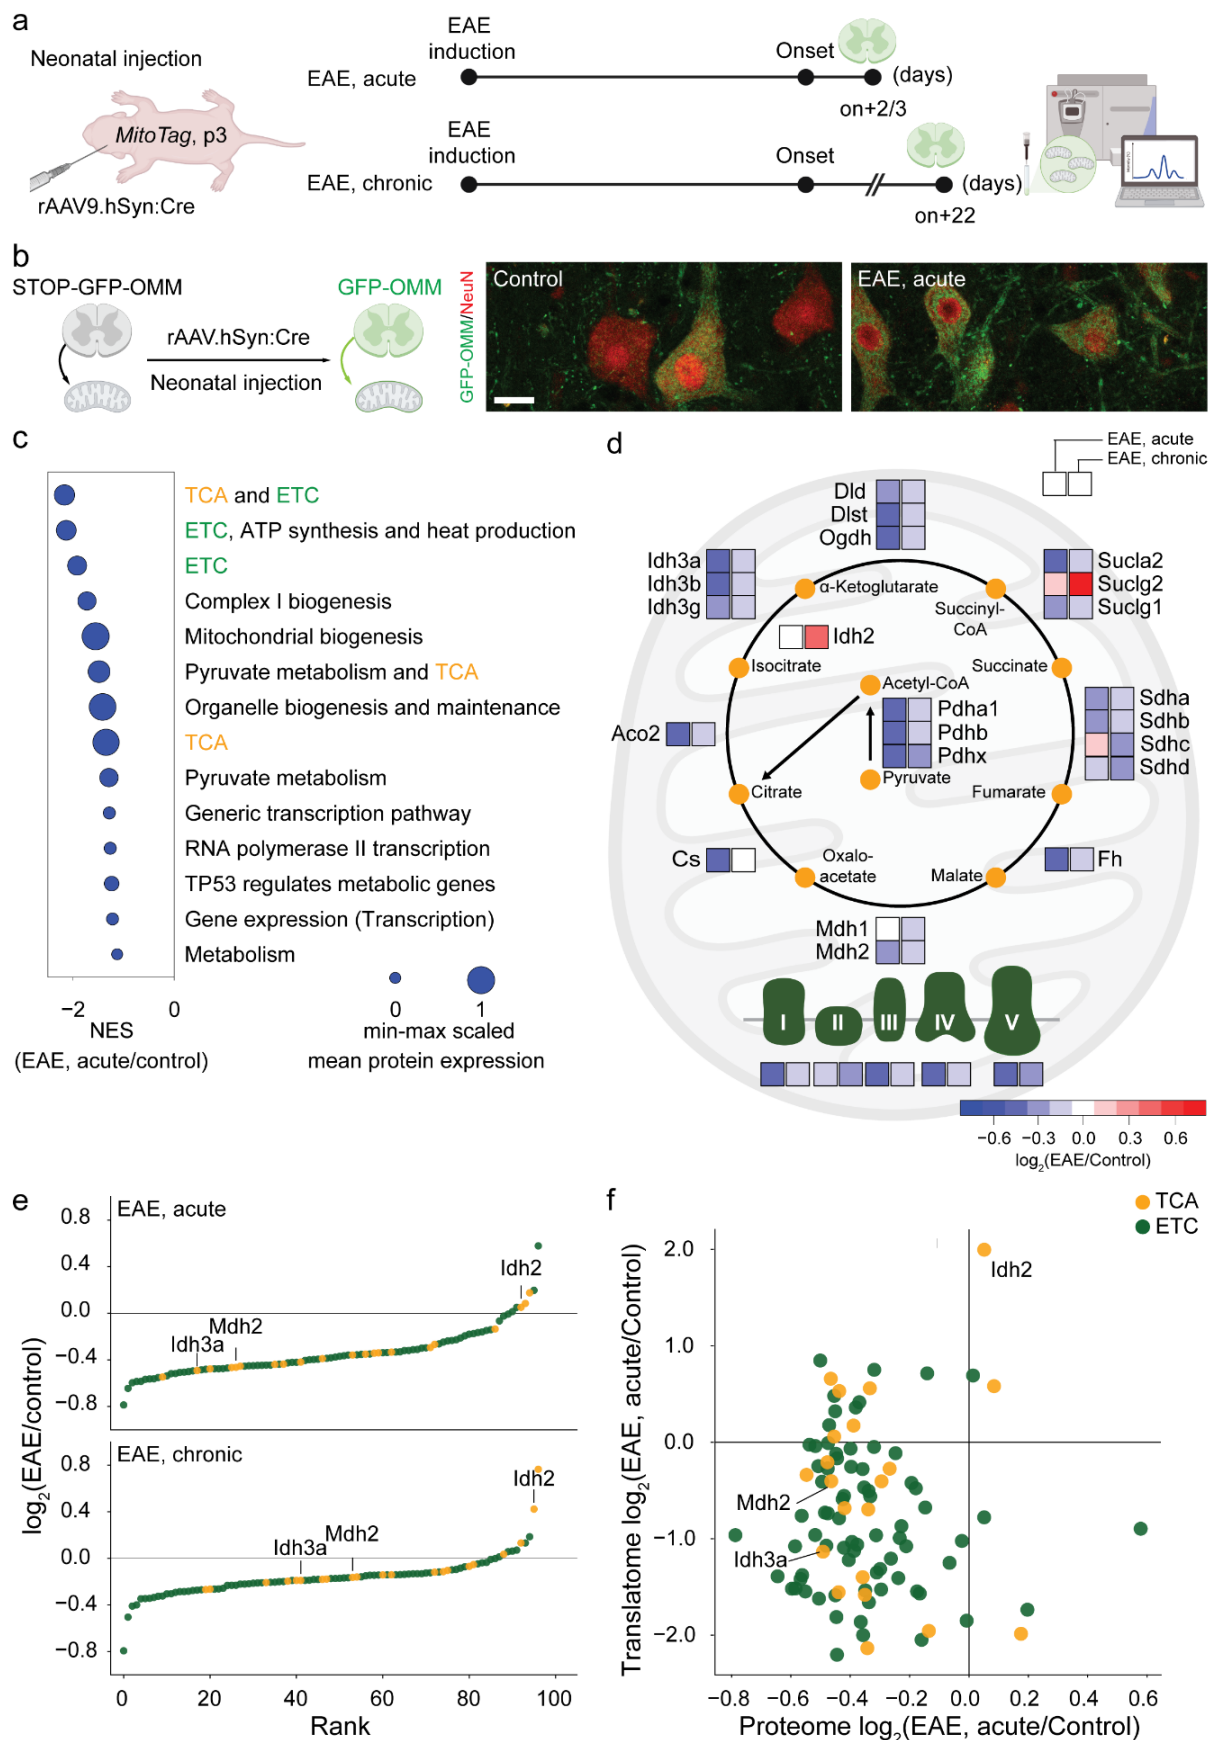 a
Neonatal injection
MitoTag, p3
rAAV9.hSyn:Cre
EAE
induction
Onset
EAE, acute
(days)
on+2/3
EAE
induction
Onset
EAE, chronic
(days)
on+22
b
STOP-GFP-OMM
GFP-OMM
rAAV.hSyn:Cre
Neonatal injection
GFP-OMM/NeuN
Control
EAE, acute
c
TCA and ETC
ETC, ATP synthesis and heat production
ETC
Complex I biogenesis
Mitochondrial biogenesis
Pyruvate metabolism and TCA
Organelle biogenesis and maintenance
TCA
Pyruvate metabolism
Generic transcription pathway
RNA polymerase II transcription
TP53 regulates metabolic genes
Gene expression (Transcription)
Metabolism
−2 0
NES
(EAE, acute/control)
0 1
min-max scaled
mean protein expression
d
EAE, acute
EAE, chronic
Dld
Dlst
Ogdh
Idh3a
Idh3b
Idh3g
Sucla2
Suclg2
Suclg1
α-Ketoglutarate
Succinyl-
CoA
Idh2
Isocitrate
Succinate
Acetyl-CoA
Pdha1
Pdhb
Pdhx
Pyruvate
Sdha
Sdhb
Sdhc
Sdhd
Aco2
Citrate
Fumarate
Cs
Oxalo-
acetate
Malate
Fh
Mdh1
Mdh2
I II III IV V
−0.6 −0.3 0.0 0.3 0.6
log2(EAE/Control)
e
EAE, acute
0.8
0.4
0.0
−0.4
−0.8
Idh3a
Mdh2
Idh2
EAE, chronic
0.8
0.4
0.0
−0.4
−0.8
Idh3a
Mdh2
Idh2
log2(EAE/control)
0 20 40 60 80 100
Rank
f
TCA
ETC
2.0
1.0
0.0
−1.0
−2.0
Idh2
Mdh2
Idh3a
Translatome log2(EAE, acute/Control)
−0.8 −0.6 −0.4 −0.2 0.0 0.2 0.4 0.6
Proteome log2(EAE, acute/Control)